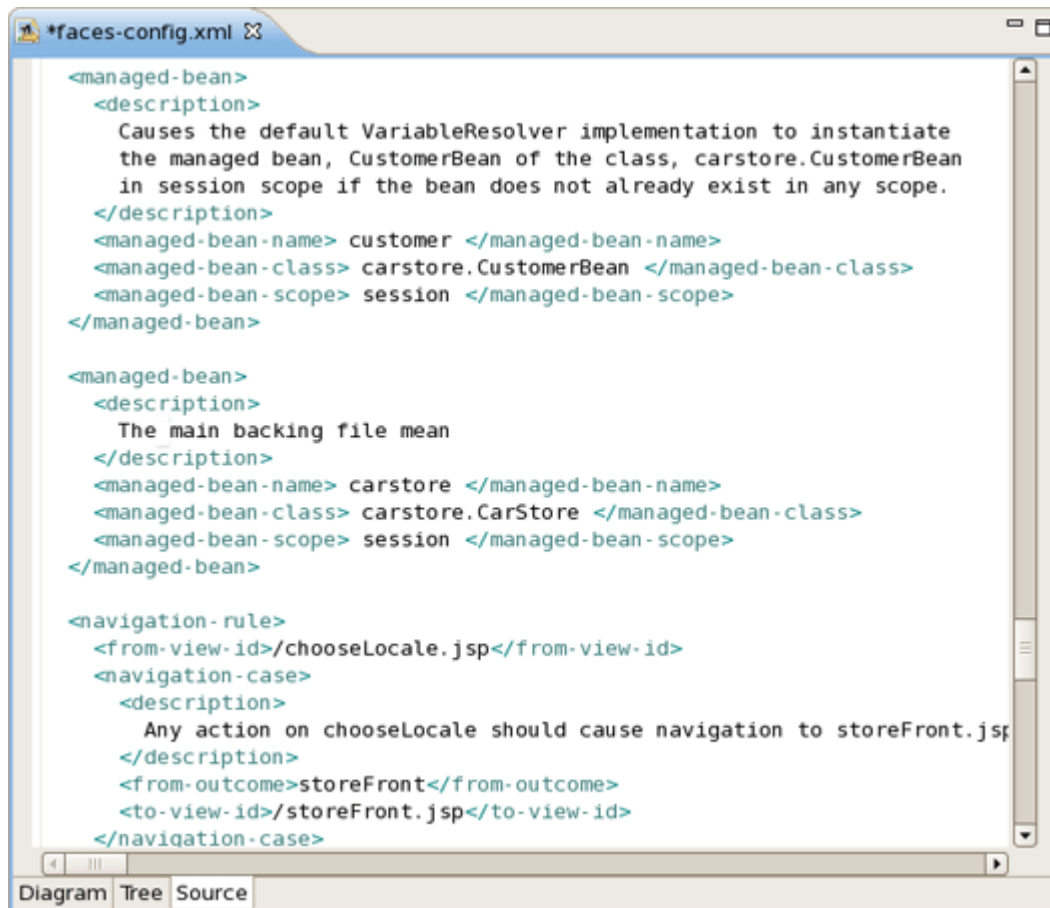 *faces-config.xml
<managed-bean>
<description>
Causes the default VariableResolver implementation to instantiate
the managed bean, CustomerBean of the class, carstore.CustomerBean
in session scope if the bean does not already exist in any scope.
</description>
<managed-bean-name> customer </managed-bean-name>
<managed-bean-class> carstore.CustomerBean </managed-bean-class>
<managed-bean-scope> session </managed-bean-scope>
</managed-bean>
<managed-bean>
<description>
The main backing file mean
</description>
<managed-bean-name> carstore </managed-bean-name>
<managed-bean-class> carstore.CarStore </managed-bean-class>
<managed-bean-scope> session </managed-bean-scope>
</managed-bean>
<navigation-rule>
<from-view-id>/chooseLocale.jsp</from-view-id>
<navigation-case>
<description>
Any action on chooseLocale should cause navigation to storeFront.jsp
</description>
<from-outcome>storeFront</from-outcome>
<to-view-id>/storeFront.jsp</to-view-id>
</navigation-case>
Diagram Tree Source